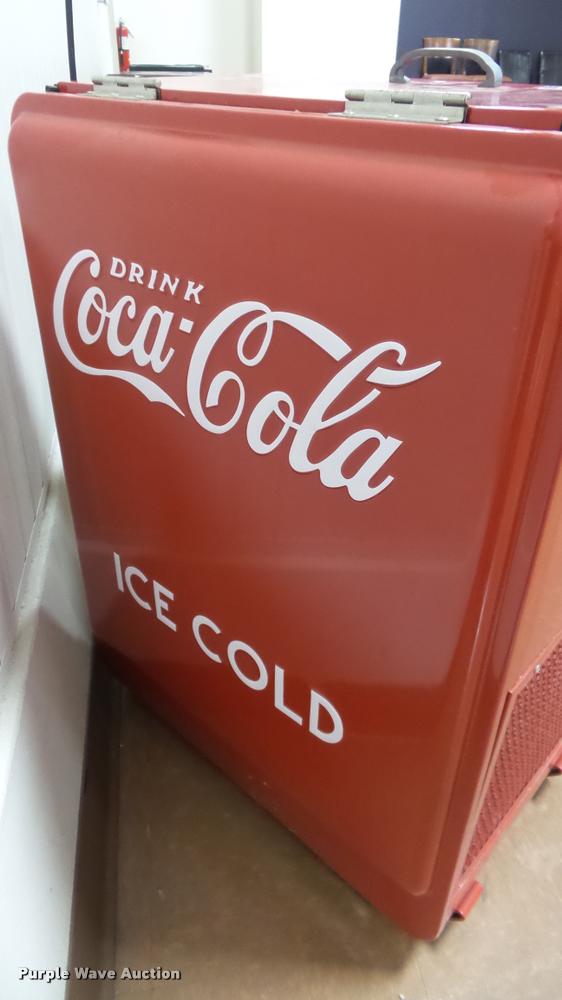 DRINK
Coca-Cola
ICE COLD
Purple Wave Auction